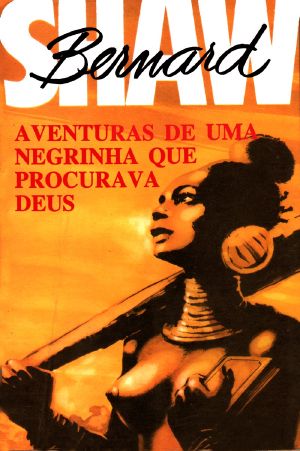 SHAW
Bernard
AVENTURAS DE UMA
NEGRINHA QUE
PROCURAVA
DEUS